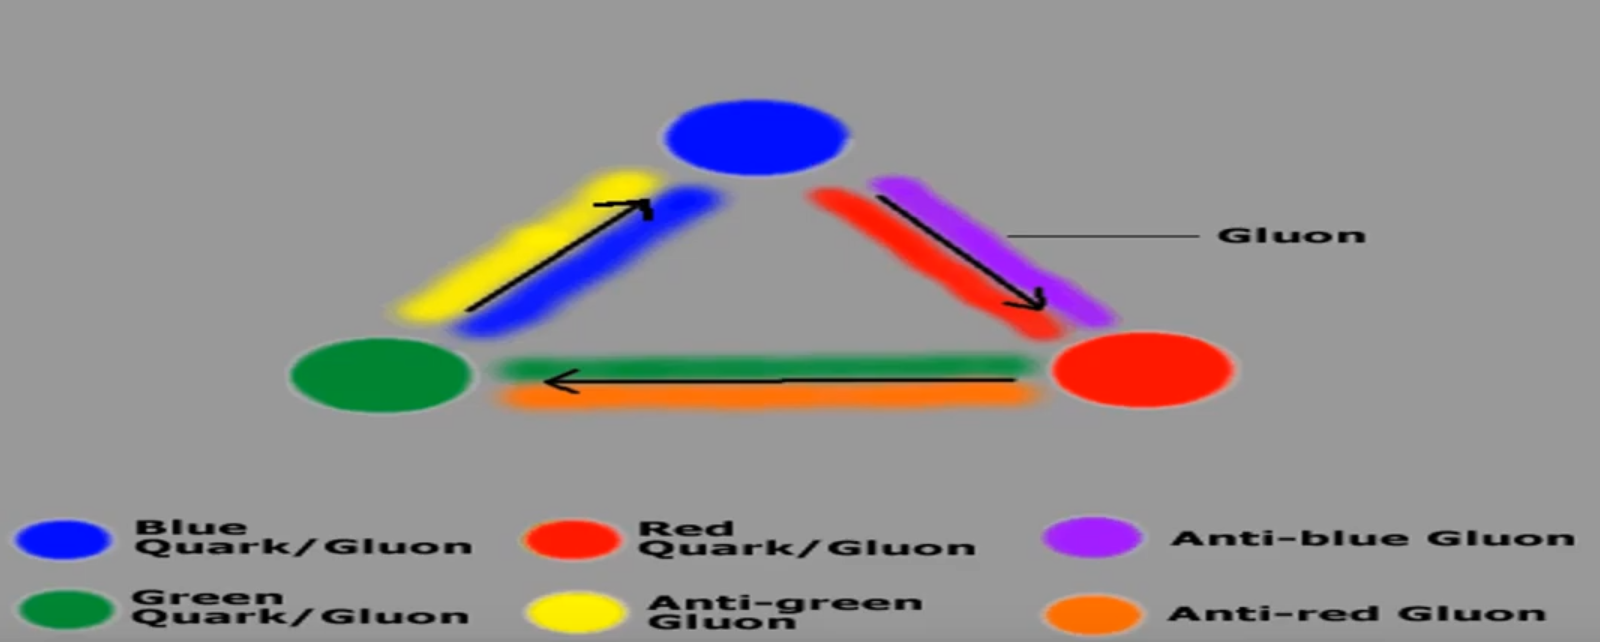 Gluon
Blue
Quark/Gluon
Red
Quark/Gluon
Anti-blue Gluon
Green
Quark/Gluon
Anti-green
Gluon
Anti-red Gluon